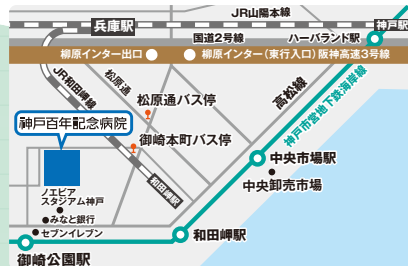 JR山陽本線
兵庫駅
神戸駅
国道2号線
ハーバーランド駅
柳原インター出口
柳原インター(東行入口)
阪神高速3号線
JR和田岬線
松原通
松原通バス停
高松線
神戸市営地下鉄海岸線
神戸百年記念病院
御崎本町バス停
中央市場駅
中央卸売市場
和田岬駅
ノエビア
スタジアム神戸
みなと銀行
セブンイレブン
和田岬駅
御崎公園駅